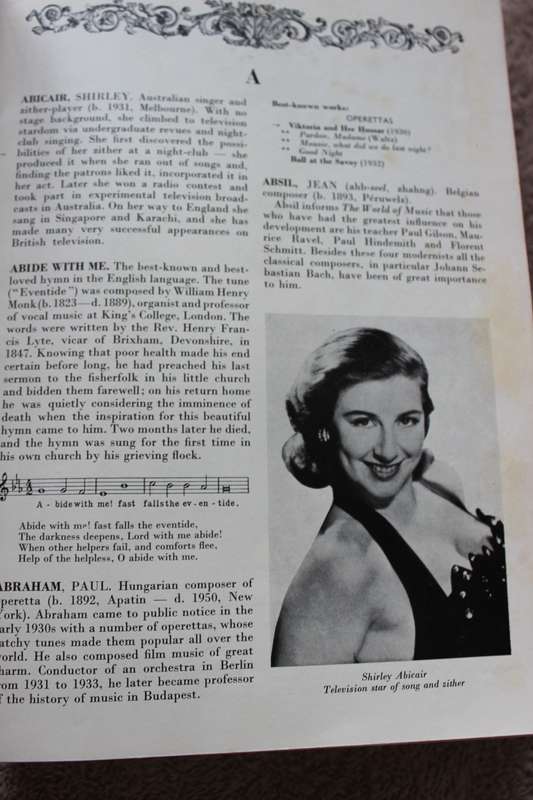 A
ABICAIR, SHIRLEY. Australian singer and
zither-player (b. 1931, Melbourne). With no
stage background, she climbed to television
stardom via undergraduate revues and night-
club singing. She first discovered the possi-
bilities of her zither at a night-club — she
produced it when she ran out of songs and,
finding the patrons liked it, incorporated it in
her act. Later she won a radio contest and
took part in experimental television broad-
casts in Australia. On her way to England she
sang in Singapore and Karachi, and she has
made many very successful appearances on
British television.
ABIDE WITH ME. The best-known and best-
loved hymn in the English language. The tune
("Eventide") was composed by William Henry
Monk (b. 1823—d. 1889), organist and professor
of vocal music at King's College, London. The
words were written by the Rev. Henry Fran-
cis Lyte, vicar of Brixham, Devonshire, in
1847. Knowing that poor health made his end
certain before long, he had preached his last
sermon to the fisherfolk in his little church
and bidden them farewell; on his return home
he was quietly considering the imminence of
death when the inspiration for this beautiful
hymn came to him. Two months later he died,
and the hymn was sung for the first time in
his own church by his grieving flock.
A - bide with me! fast falls the ev - en - tide,
Abide with me! fast falls the eventide,
The darkness deepens, Lord with me abide!
When other helpers fail, and comforts flee,
Help of the helpless, O abide with me.
ABRAHAM, PAUL. Hungarian composer of
operetta (b. 1892, Apatin — d. 1950, New
York). Abraham came to public notice in the
early 1930s with a number of operettas, whose
catchy tunes made them popular all over the
world. He also composed film music of great
charm. Conductor of an orchestra in Berlin
from 1931 to 1933, he later became professor
of the history of music in Budapest.
Best-known works:
OPERETTAS
Viktoria and Her Hussar (1930)
Pardon, Madame (Waltz)
Mausie, what did we do last night?
Good Night
Ball at the Savoy (1932)
ABSIL, JEAN (ahb-seel, zhahng). Belgian
composer (b. 1893, Péruwelz).
Absil informs The World of Music that those
who have had the greatest influence on his
development are his teacher Paul Gilson, Mau-
rice Ravel, Paul Hindemith and Florent
Schmitt. Besides these four modernists all the
classical composers, in particular Johann Se-
bastian Bach, have been of great importance
to him.
Shirley Abicair
Television star of song and zither